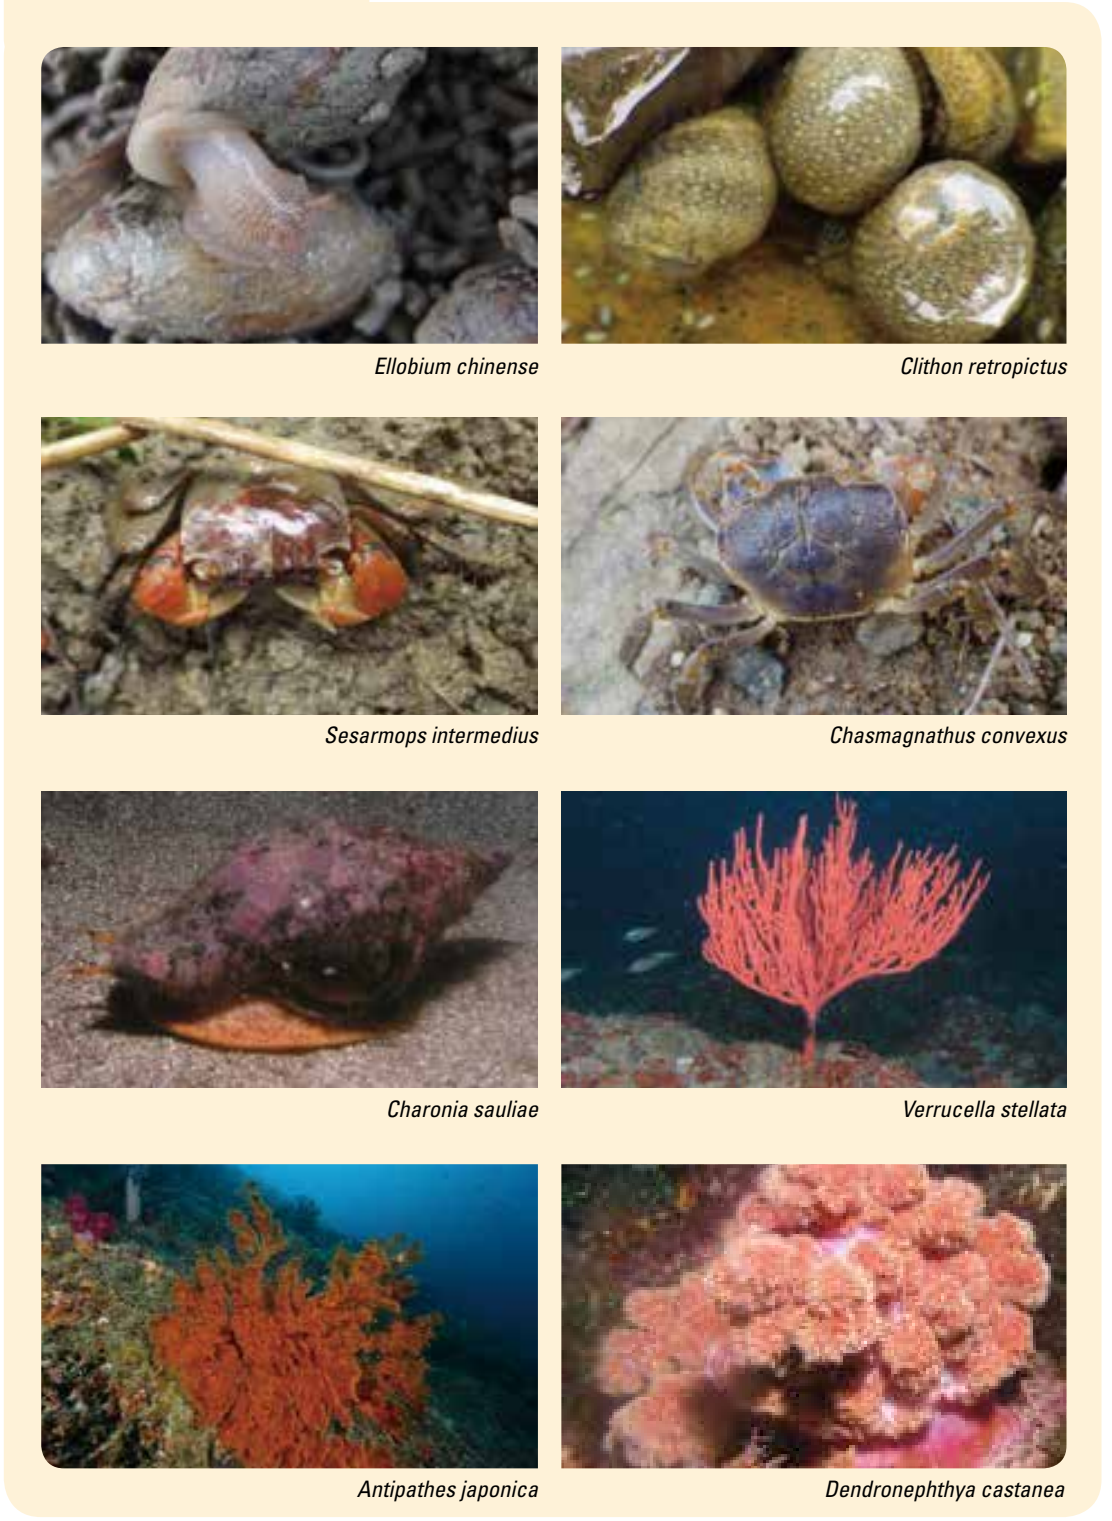 Ellobium chinense
Clithon retropictus
Sesarmops intermedius
Chasmagnathus convexus
Charonia sauliae
Verrucella stellata
Antipathes japonica
Dendronephthya castanea